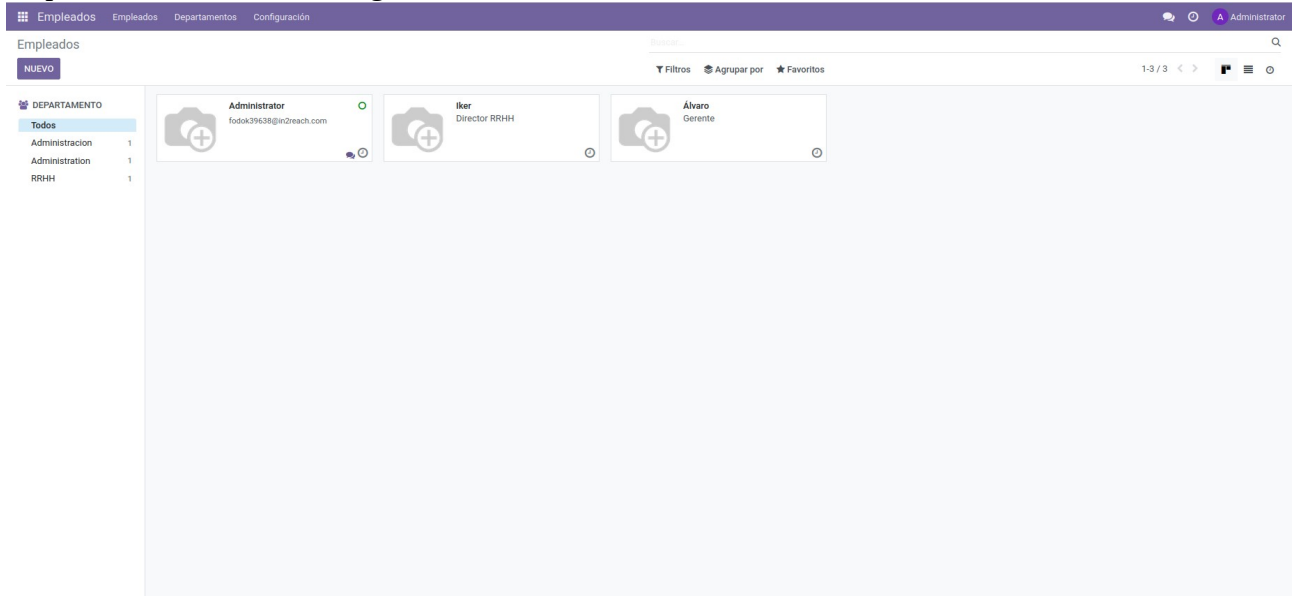 Empleados Empleados Departamentos Configuración A Administrator
Empleados Buscar...
NUEVO Filtros Agrupar por Favoritos 1-3 / 3
DEPARTAMENTO
Todos
Administracion 1
Administration 1
RRHH 1
Administrator
fodok39638@in2reach.com
Iker
Director RRHH
Álvaro
Gerente